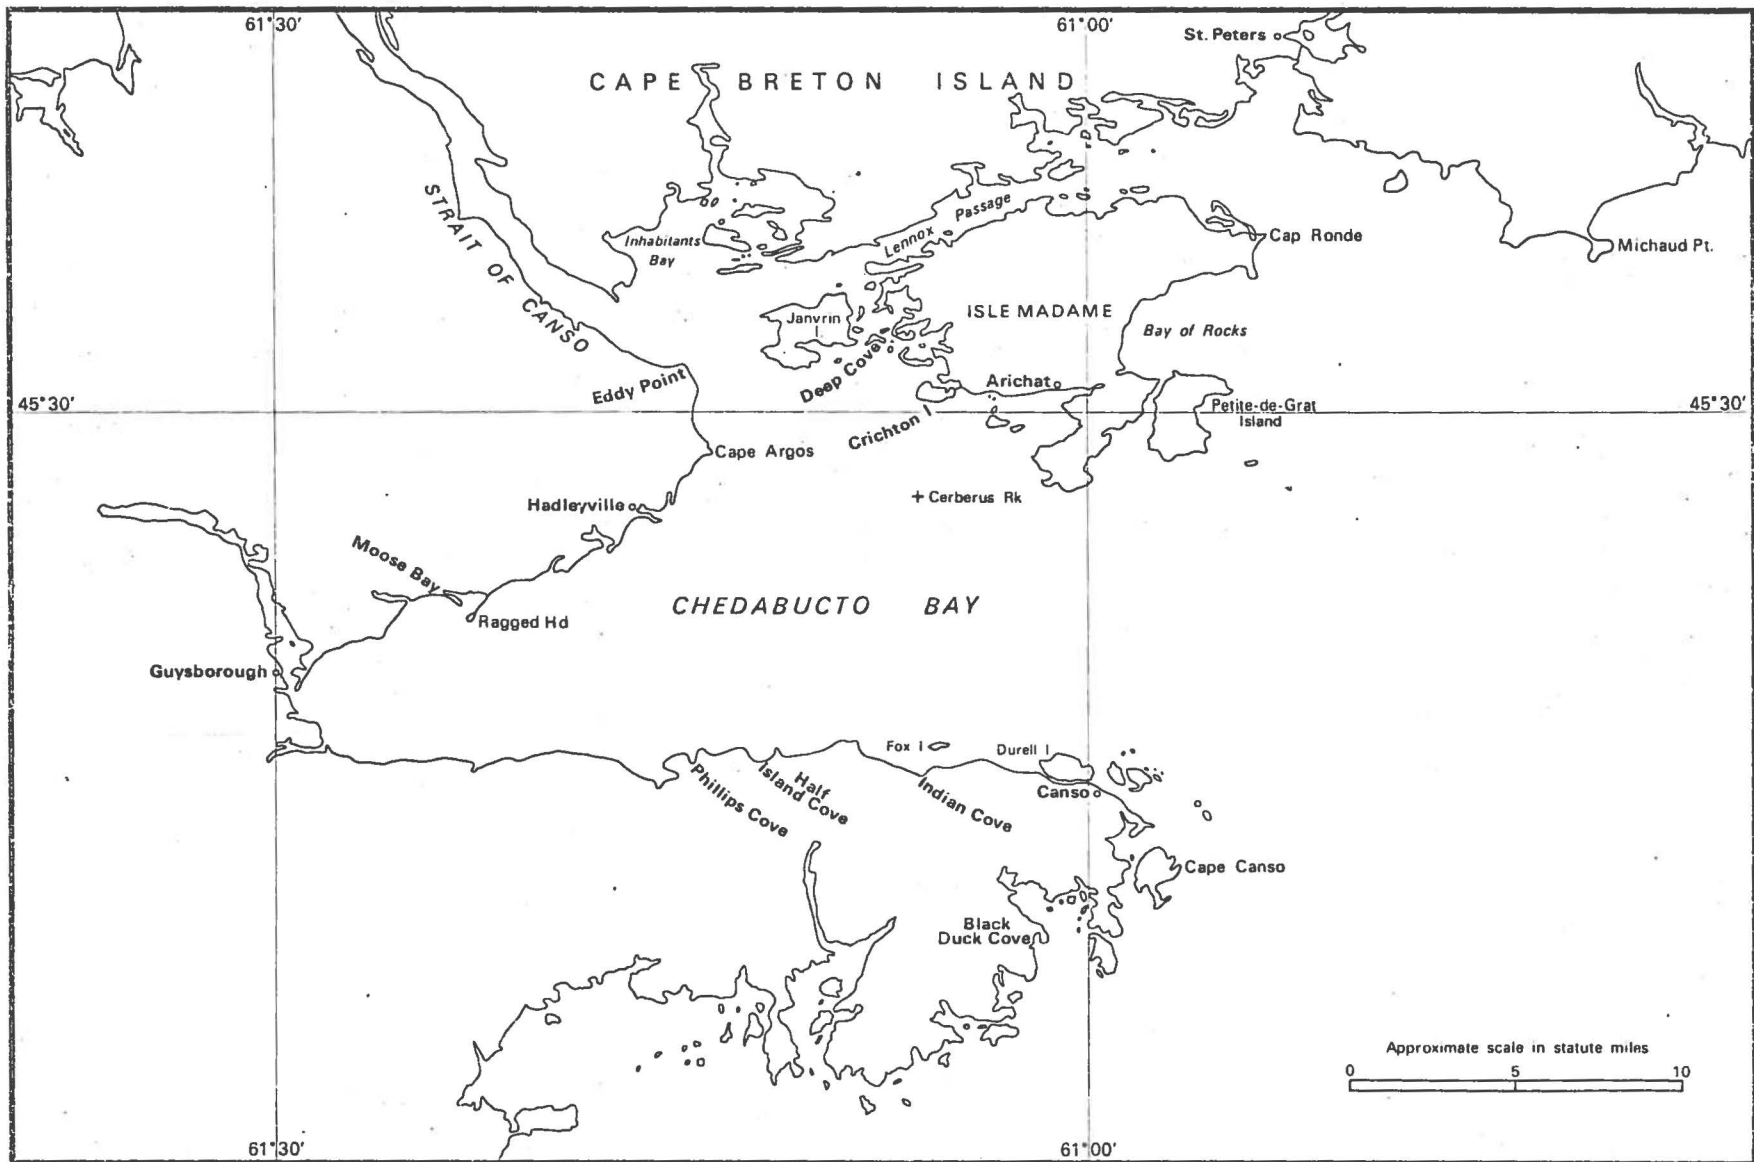 61°30'
61°00'
St. Peters
CAPE BRETON ISLAND
STRAIT OF CANSO
Inhabitants
Bay
Lennox Passage
Cap Ronde
Michaud Pt.
Janvrin
I.
ISLE MADAME
Bay of Rocks
Deep Cove
Eddy Point
Arichat
45°30'
Crichton I
Petite-de-Grat
Island
45°30'
Cape Argos
Hadleyville
+ Cerberus Rk
Moose Bay
CHEDABUCTO BAY
Ragged Hd
Guysborough
Fox I
Durell I
Phillips Cove
Half
Island Cove
Indian Cove
Canso
Cape Canso
Black
Duck Cove
Approximate scale in statute miles
0 5 10
61°30'
61°00'